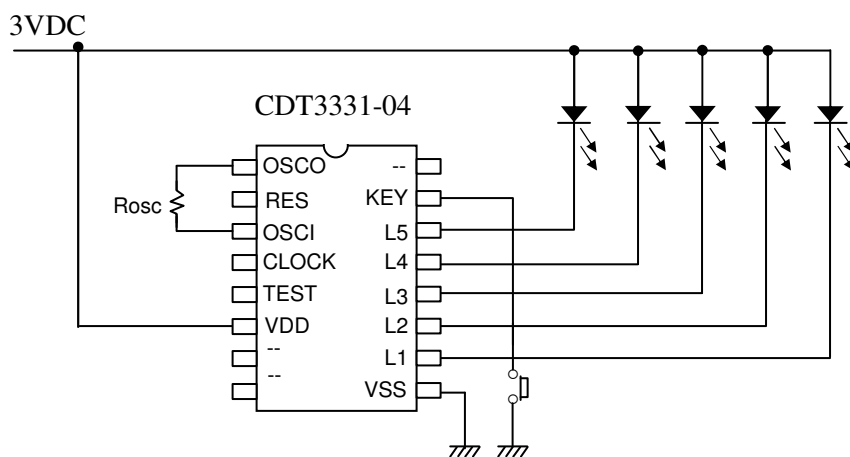 3VDC
CDT3331-04
OSCO
--
RES
KEY
Rosc
OSCI
L5
CLOCK
L4
TEST
L3
VDD
L2
--
L1
--
VSS